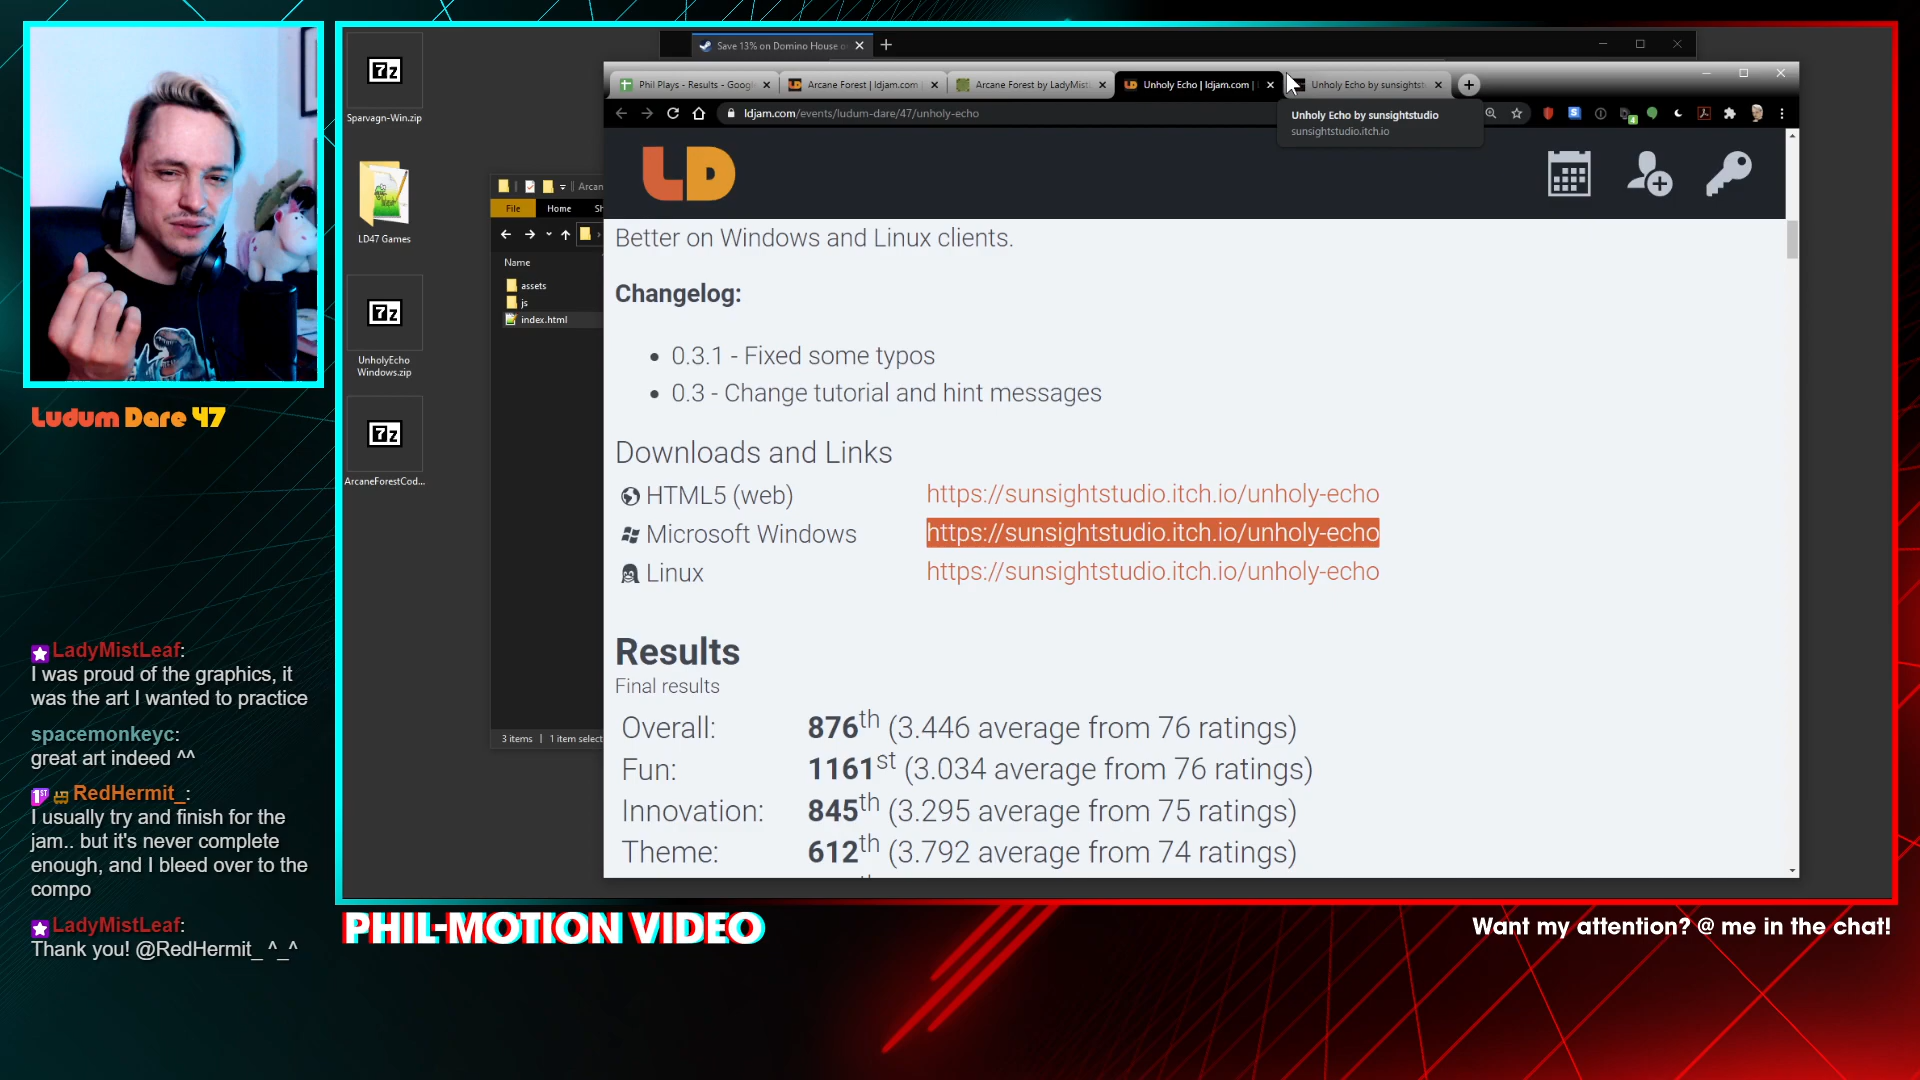 7z
Sparvagn-Win.zip
LD47 Games
7z
UnholyEcho
Windows.zip
7z
ArcaneForestCod...
Save 13% on Domino House o
Phil Plays - Results - Goog
Arcane Forest | ldjam.com
Arcane Forest by LadyMist
Unholy Echo | ldjam.com |
Unholy Echo by sunsightst
ldjam.com/events/ludum-dare/47/unholy-echo
Unholy Echo by sunsightstudio
sunsightstudio.itch.io
Arcan
File
Home
Sh
Name
assets
js
index.html
3 items
1 item select
LD
Better on Windows and Linux clients.
Changelog:
• 0.3.1 - Fixed some typos
• 0.3 - Change tutorial and hint messages
Downloads and Links
HTML5 (web) https://sunsightstudio.itch.io/unholy-echo
Microsoft Windows https://sunsightstudio.itch.io/unholy-echo
Linux https://sunsightstudio.itch.io/unholy-echo
Results
Final results
Overall: 876th (3.446 average from 76 ratings)
Fun: 1161st (3.034 average from 76 ratings)
Innovation: 845th (3.295 average from 75 ratings)
Theme: 612th (3.792 average from 74 ratings)
Ludum Dare 47
LadyMistLeaf:
I was proud of the graphics, it
was the art I wanted to practice
spacemonkeyc:
great art indeed ^^
1ST RedHermit_:
I usually try and finish for the
jam.. but it's never complete
enough, and I bleed over to the
compo
LadyMistLeaf:
Thank you! @RedHermit_ ^_^
PHIL-MOTION VIDEO
Want my attention? @ me in the chat!